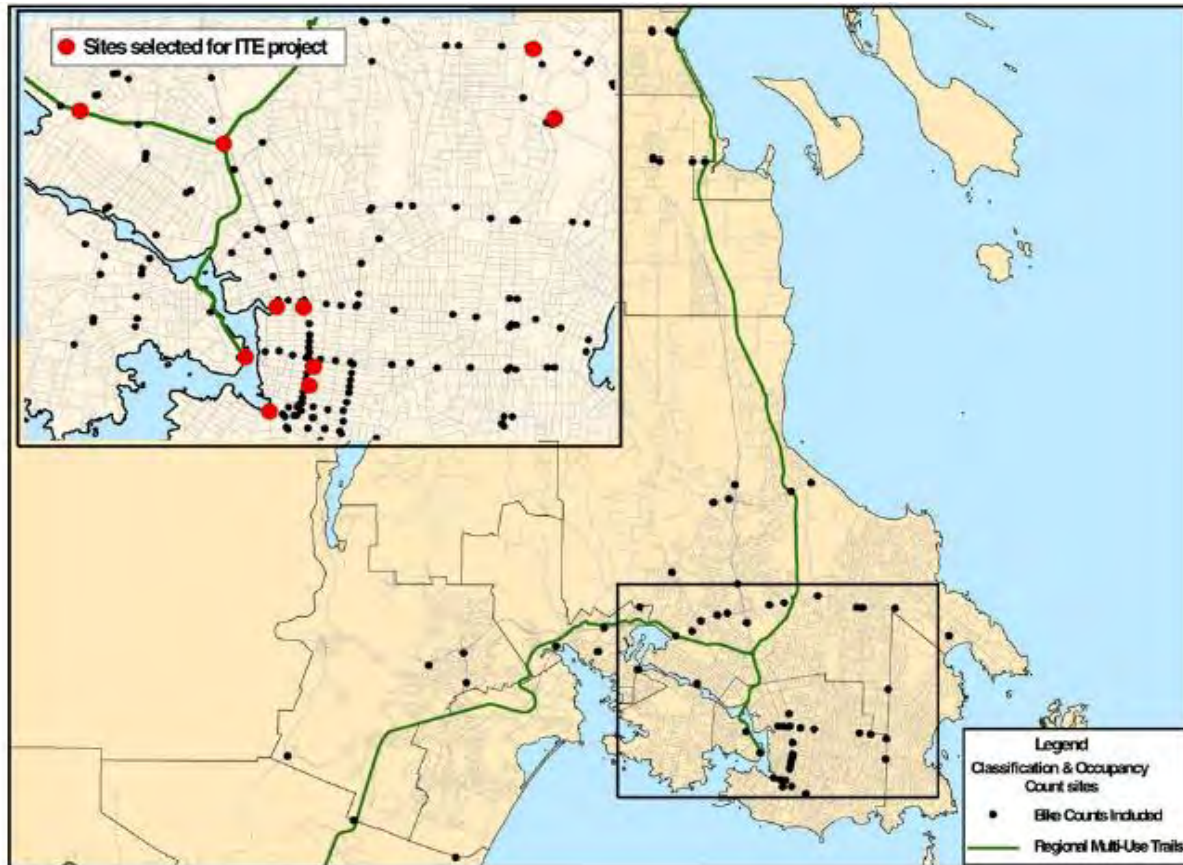 Sites selected for ITE project
Legend
Classification & Occupancy
Count sites
Bike Counts Included
Regional Multi-Use Trails